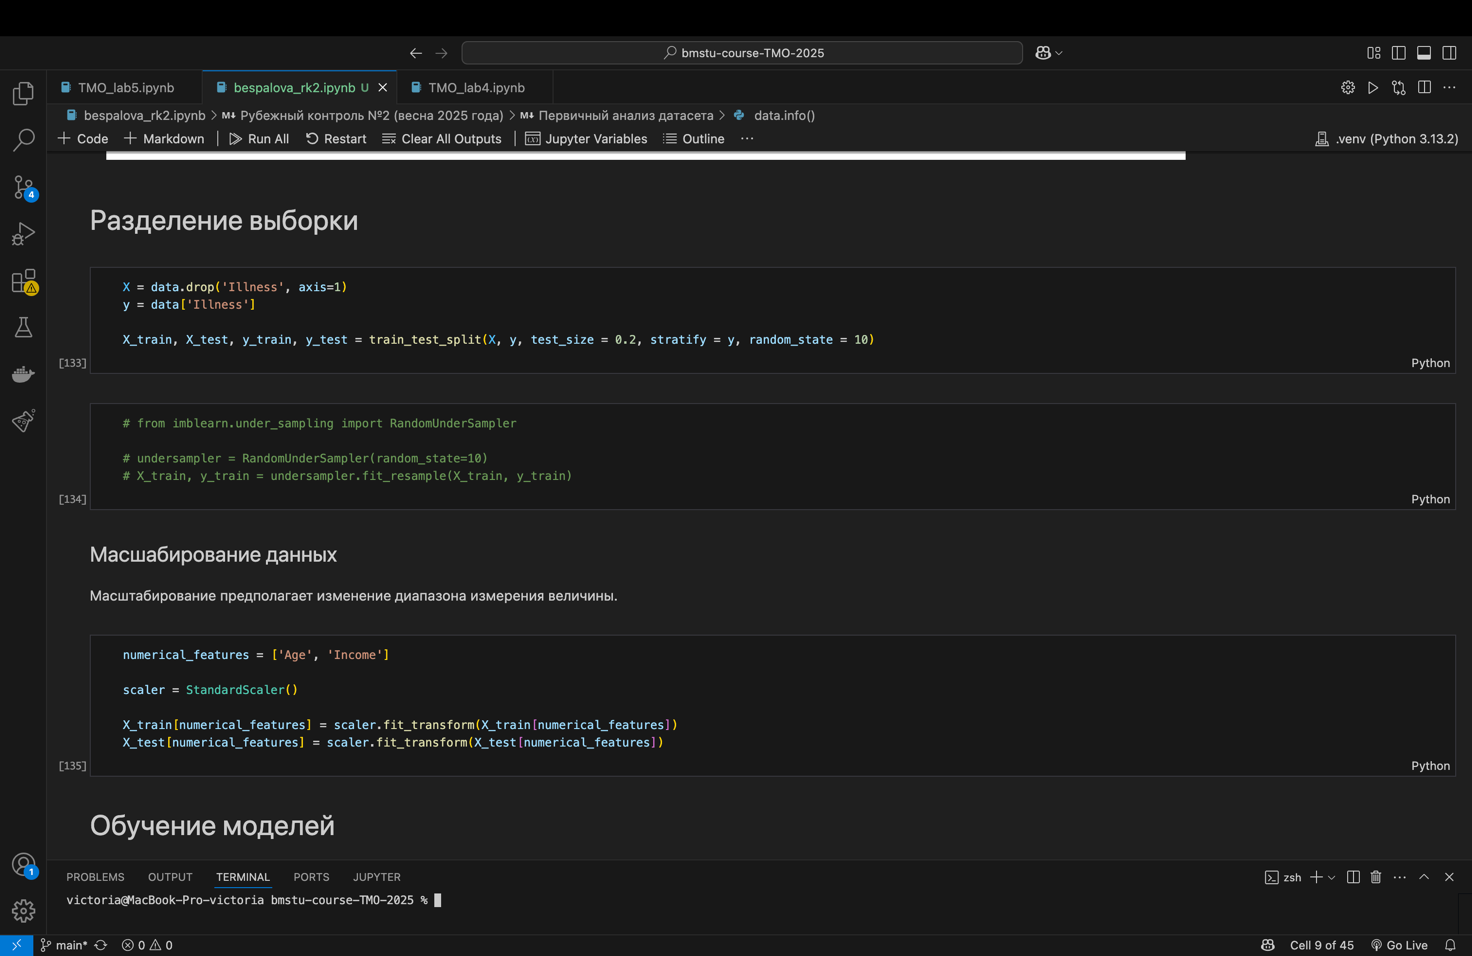 bmstu-course-TMO-2025
TMO_lab5.ipynb
bespalova_rk2.ipynb U
TMO_lab4.ipynb
bespalova_rk2.ipynb > M↓ Рубежный контроль №2 (весна 2025 года) > M↓ Первичный анализ датасета > data.info()
+ Code + Markdown | Run All Restart Clear All Outputs | Jupyter Variables Outline ...
.venv (Python 3.13.2)
4
Разделение выборки
X = data.drop('Illness', axis=1)
y = data['Illness']
X_train, X_test, y_train, y_test = train_test_split(X, y, test_size = 0.2, stratify = y, random_state = 10)
[133]
Python
# from imblearn.under_sampling import RandomUnderSampler
# undersampler = RandomUnderSampler(random_state=10)
# X_train, y_train = undersampler.fit_resample(X_train, y_train)
[134]
Python
Масшабирование данных
Масштабирование предполагает изменение диапазона измерения величины.
numerical_features = ['Age', 'Income']
scaler = StandardScaler()
X_train[numerical_features] = scaler.fit_transform(X_train[numerical_features])
X_test[numerical_features] = scaler.fit_transform(X_test[numerical_features])
[135]
Python
Обучение моделей
1
PROBLEMS OUTPUT TERMINAL PORTS JUPYTER
zsh
victoria@MacBook-Pro-victoria bmstu-course-TMO-2025 %
main* 0 0
Cell 9 of 45 Go Live